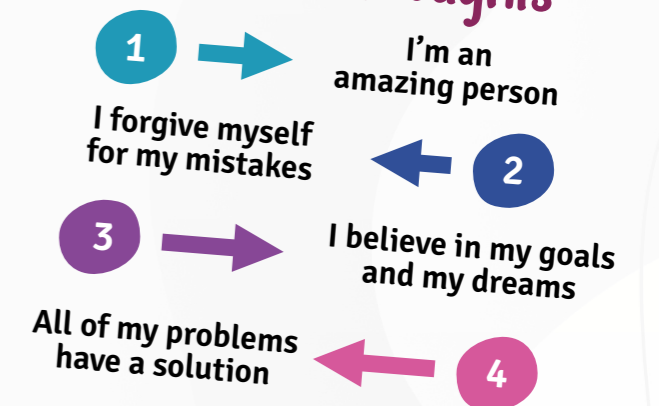 1
I'm an
amazing person
I forgive myself
for my mistakes
2
3
I believe in my goals
and my dreams
All of my problems
have a solution
4